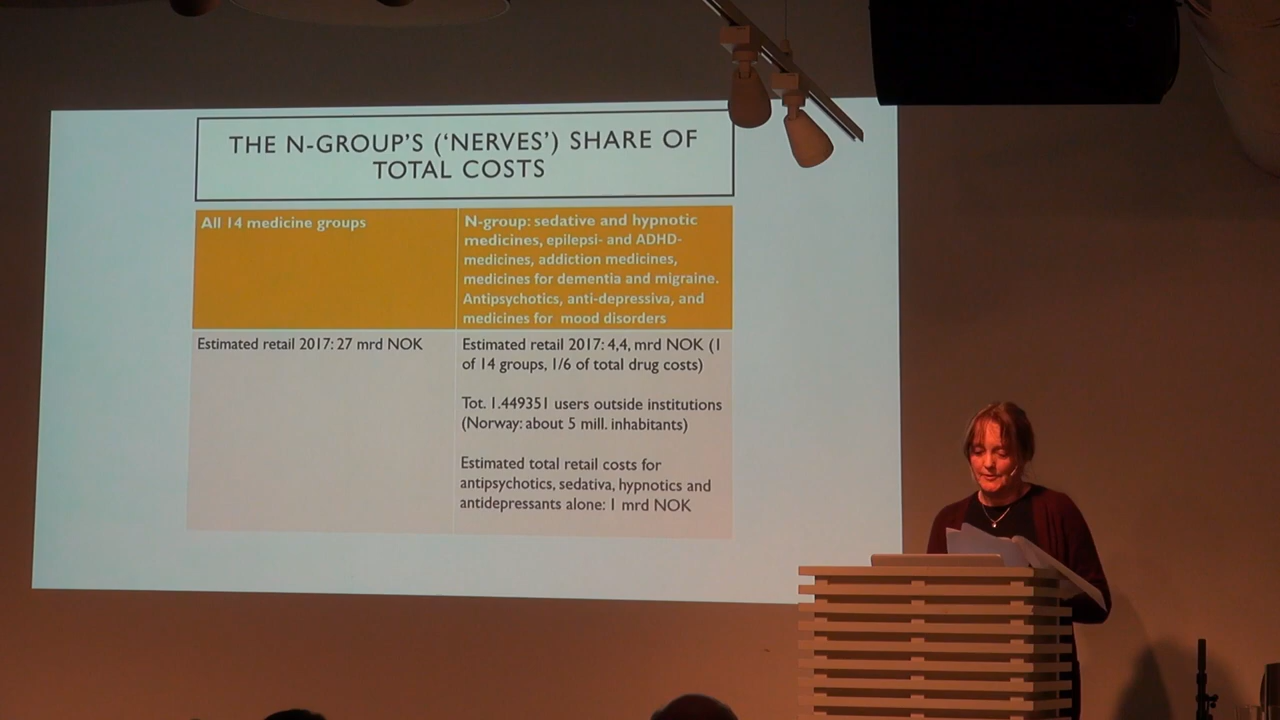 THE N-GROUP'S ('NERVES') SHARE OF
TOTAL COSTS
All 14 medicine groups
N-group: sedative and hypnotic
medicines, epilepsi- and ADHD-
medicines, addiction medicines,
medicines for dementia and migraine.
Antipsychotics, anti-depressiva, and
medicines for mood disorders
Estimated retail 2017: 27 mrd NOK
Estimated retail 2017: 4,4, mrd NOK (1
of 14 groups, 1/6 of total drug costs)
Tot. 1.449351 users outside institutions
(Norway: about 5 mill. inhabitants)
Estimated total retail costs for
antipsychotics, sedativa, hypnotics and
antidepressants alone: 1 mrd NOK